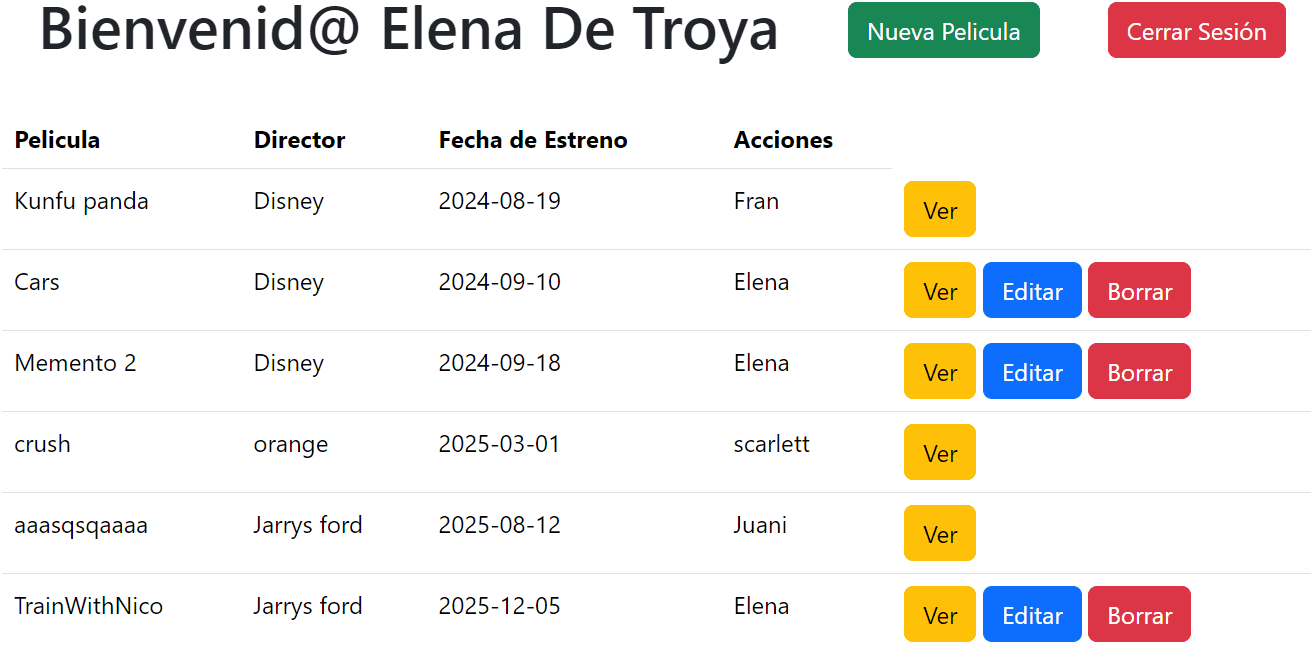 Bienvenid@ Elena De Troya Nueva Pelicula Cerrar Sesión
Pelicula Director Fecha de Estreno Acciones
Kunfu panda Disney 2024-08-19 Fran Ver
Cars Disney 2024-09-10 Elena Ver Editar Borrar
Memento 2 Disney 2024-09-18 Elena Ver Editar Borrar
crush orange 2025-03-01 scarlett Ver
aaasqsqaaaa Jarrys ford 2025-08-12 Juani Ver
TrainWithNico Jarrys ford 2025-12-05 Elena Ver Editar Borrar